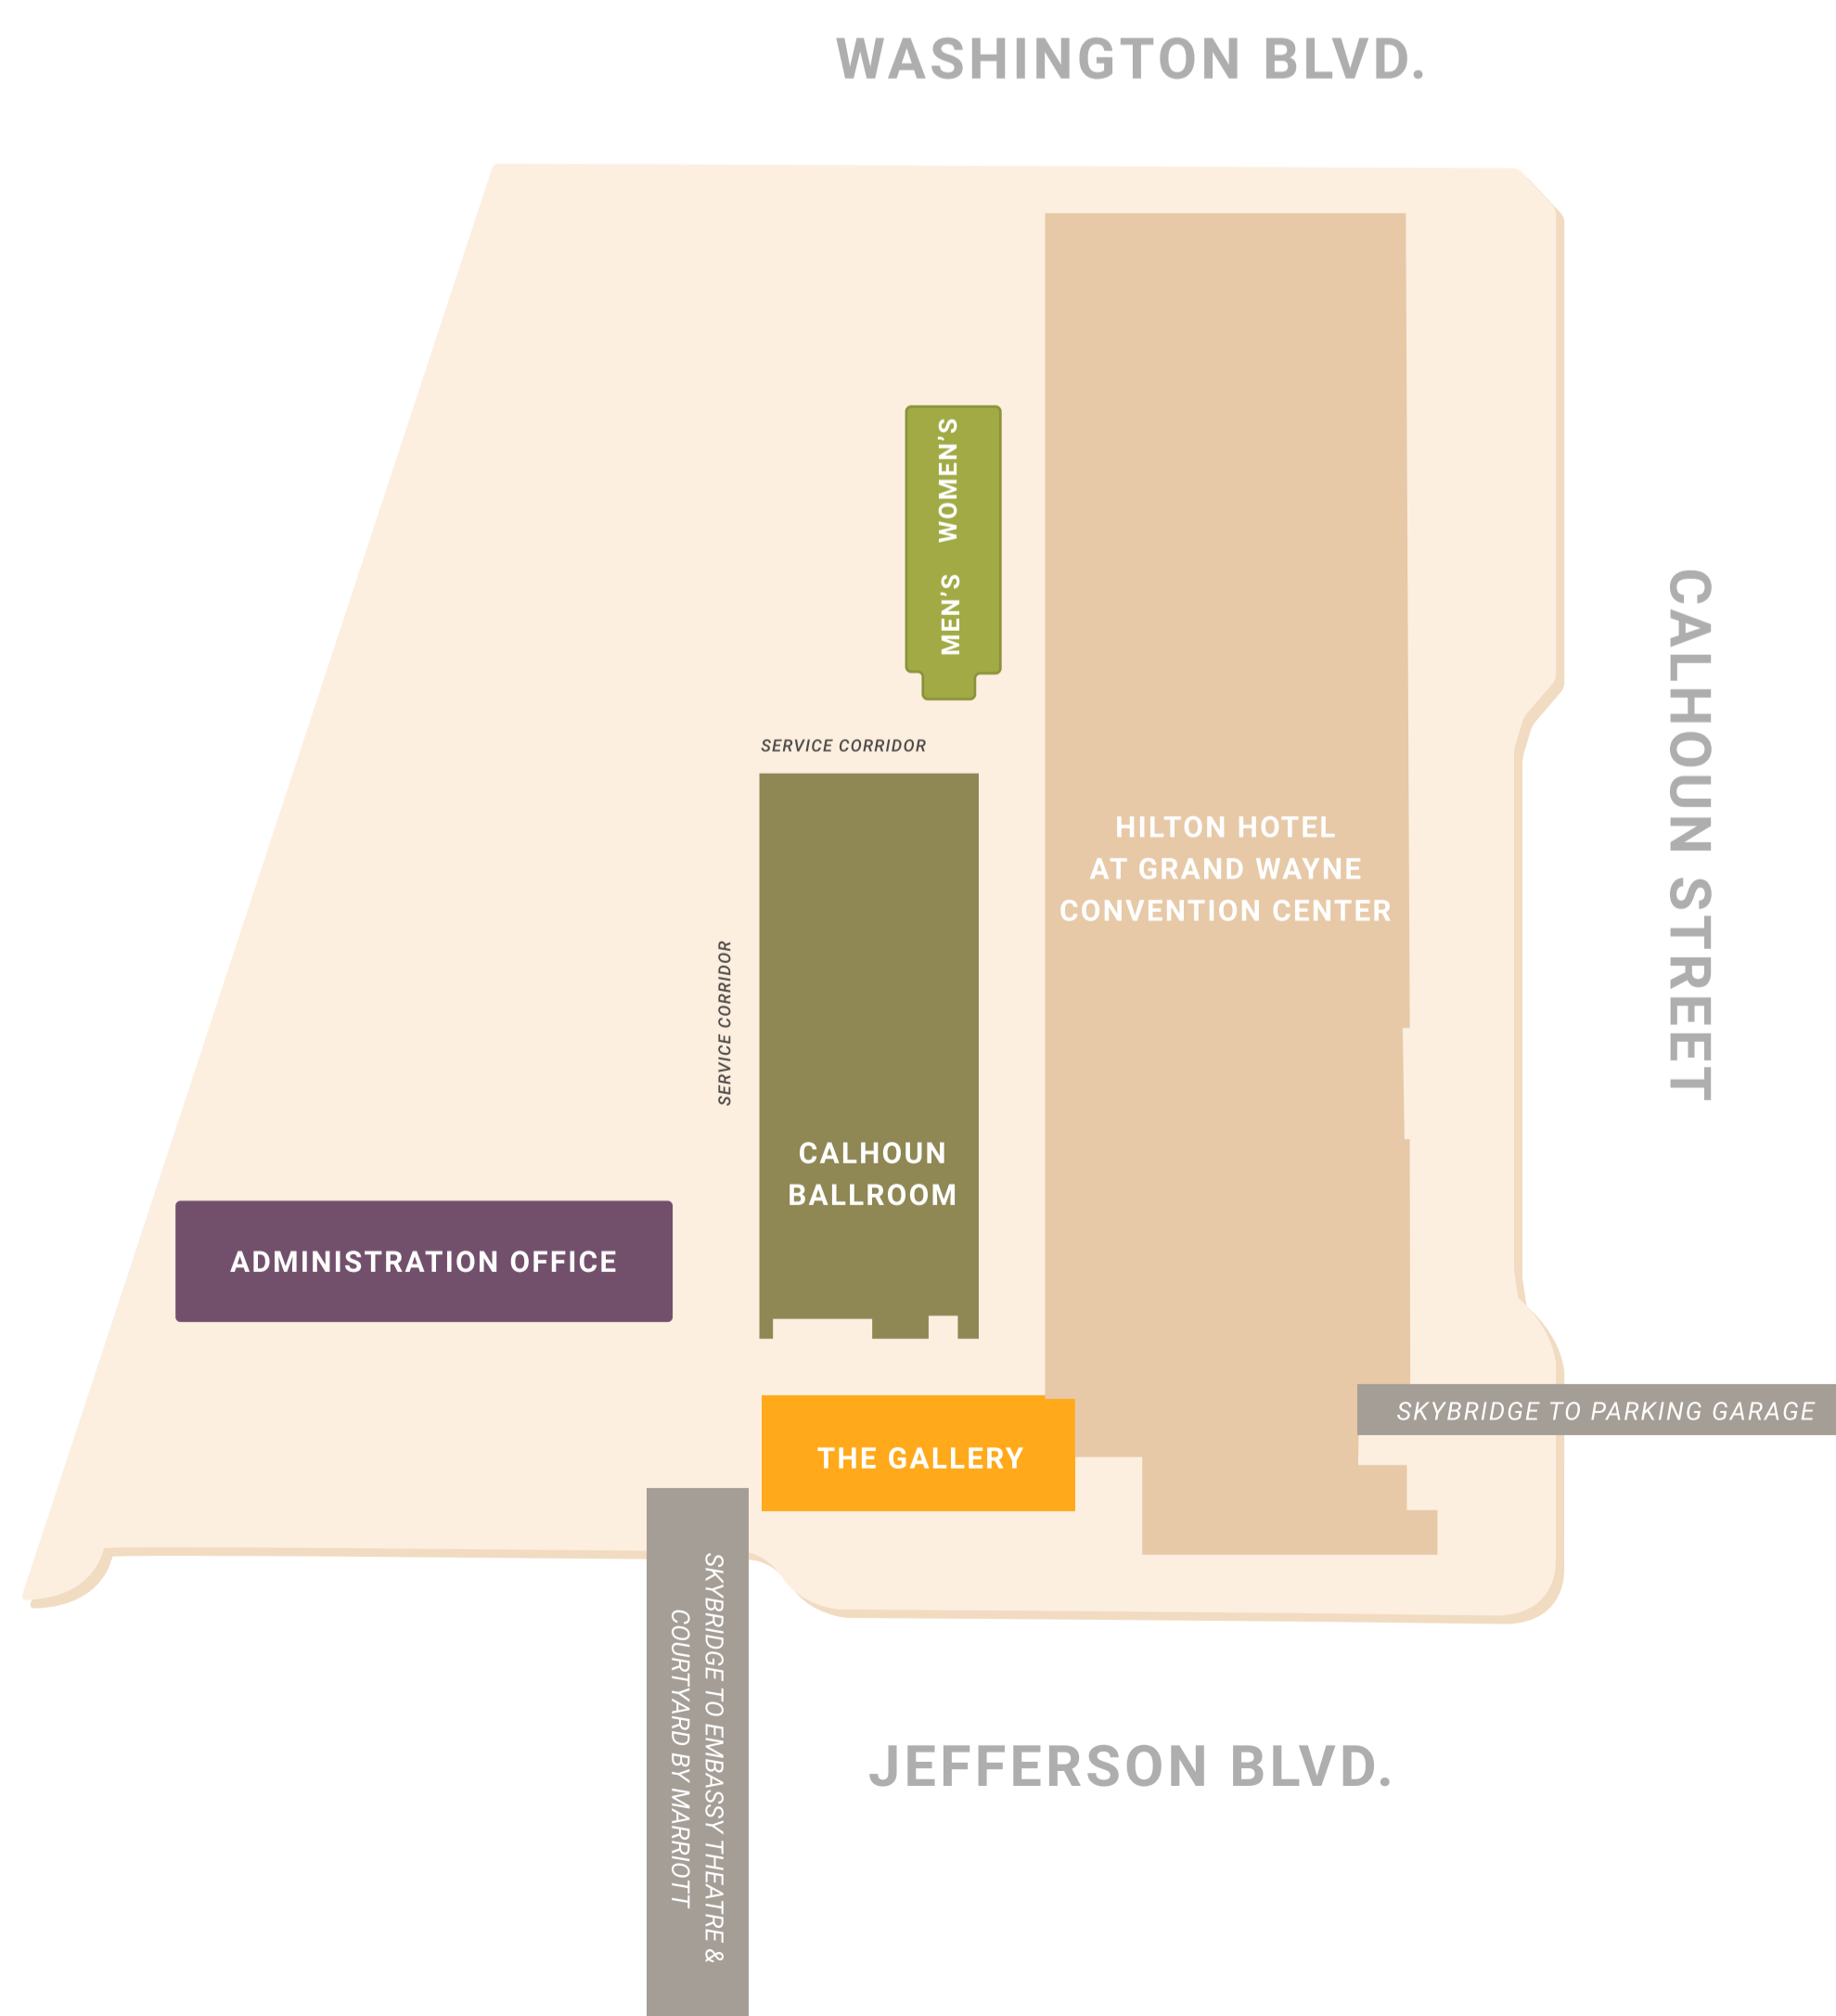 WASHINGTON BLVD.
WOMEN'S
MEN'S
SERVICE CORRIDOR
CALHOUN STREET
HILTON HOTEL
AT GRAND WAYNE
CONVENTION CENTER
SERVICE CORRIDOR
CALHOUN
BALLROOM
ADMINISTRATION OFFICE
SKYBRIDGE TO PARKING GARAGE
THE GALLERY
SKYBRIDGE TO EMBASSY THEATRE &
COURTYARD BY MARRIOTT
JEFFERSON BLVD.